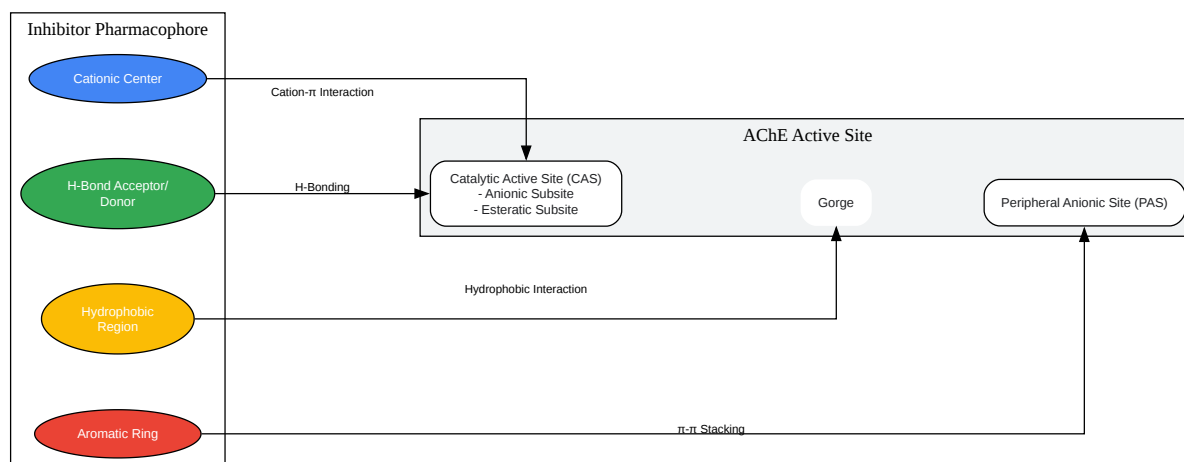 Inhibitor Pharmacophore
Cationic Center
Cation-π Interaction
AChE Active Site
H-Bond Acceptor/
Donor
H-Bonding
Catalytic Active Site (CAS)
- Anionic Subsite
- Esteratic Subsite
Gorge
Peripheral Anionic Site (PAS)
Hydrophobic
Region
Hydrophobic Interaction
Aromatic Ring
π-π Stacking